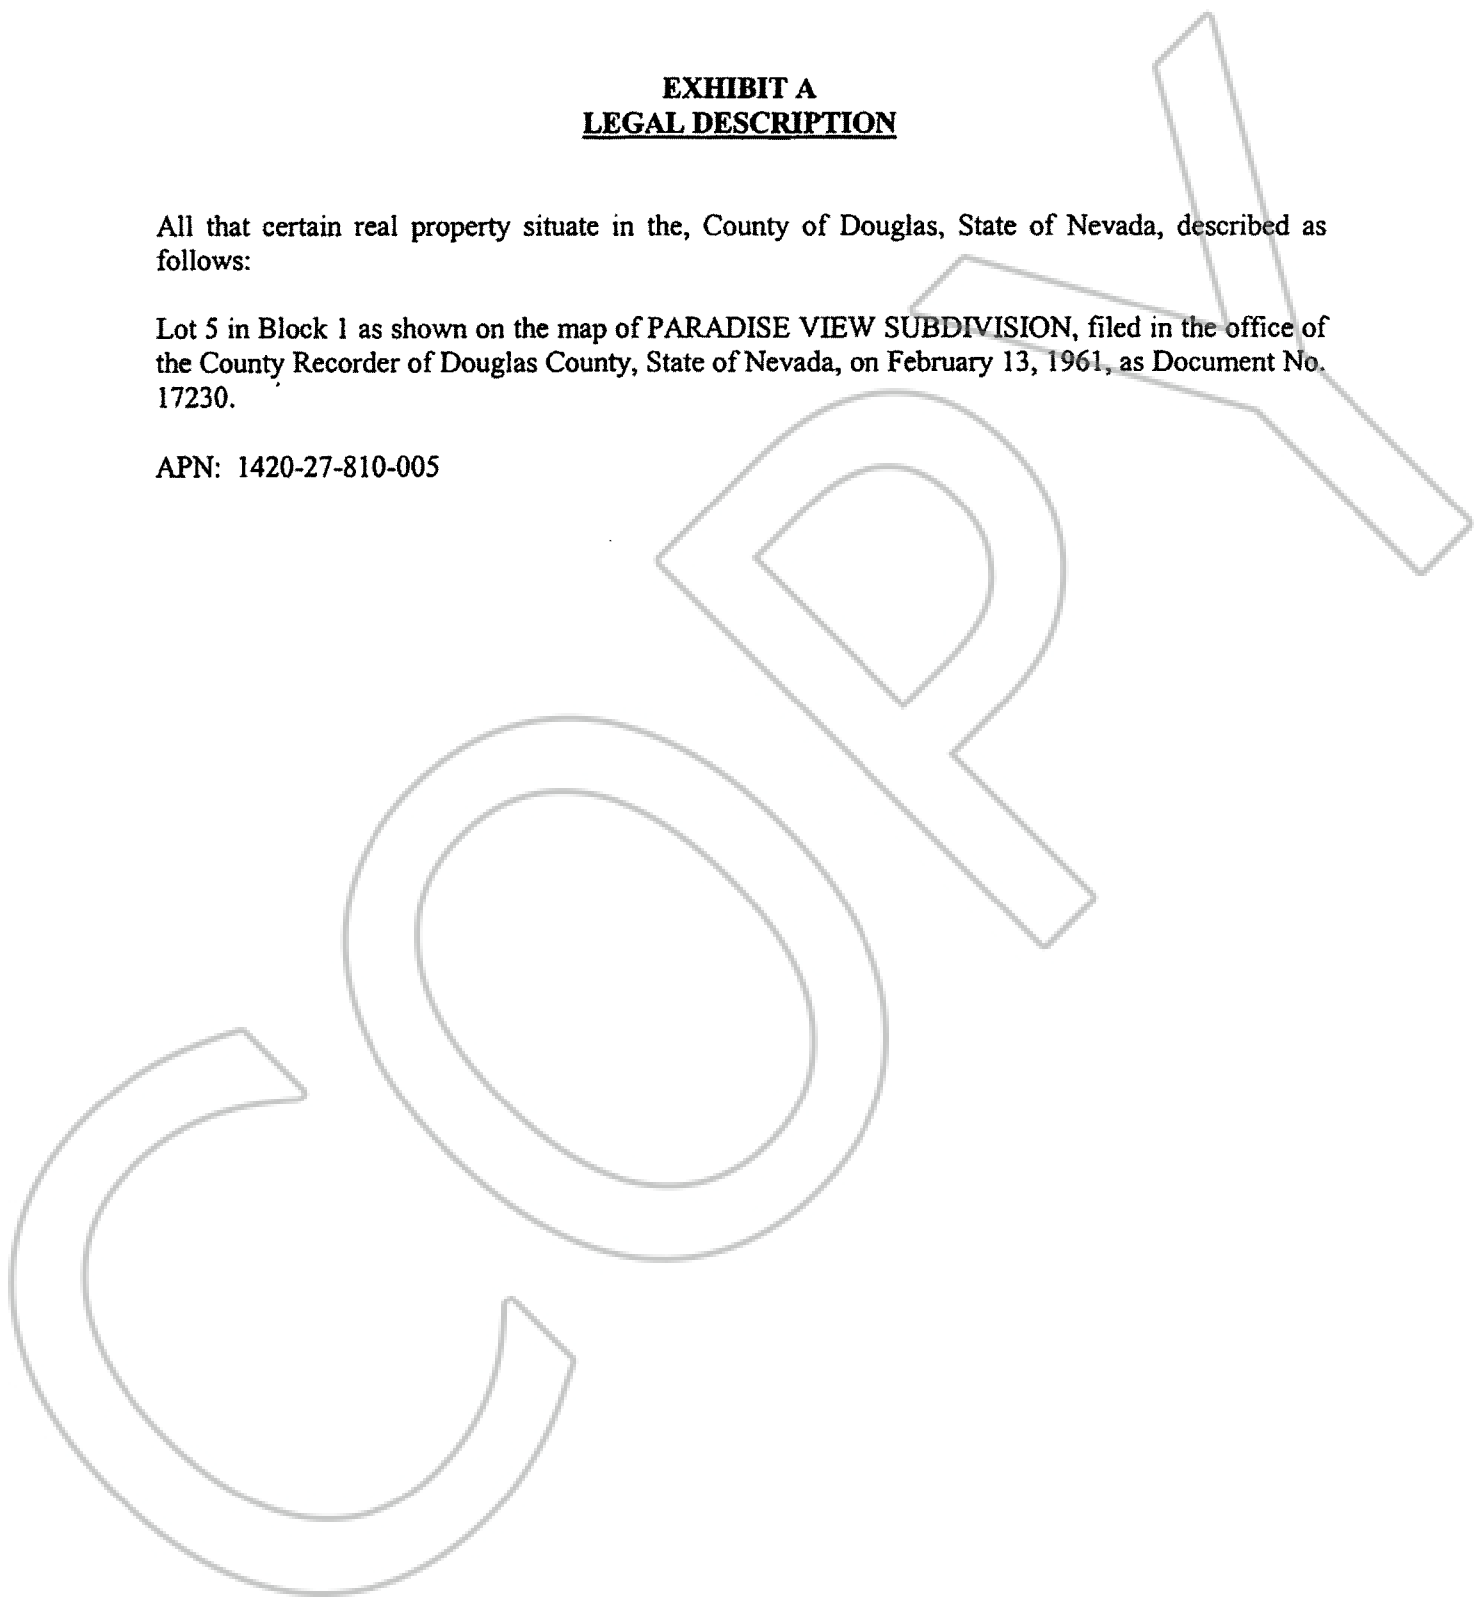 EXHIBIT A
LEGAL DESCRIPTION
All that certain real property situate in the, County of Douglas, State of Nevada, described as
follows:
Lot 5 in Block 1 as shown on the map of PARADISE VIEW SUBDIVISION, filed in the office of
the County Recorder of Douglas County, State of Nevada, on February 13, 1961, as Document No.
17230.
APN: 1420-27-810-005
COPY